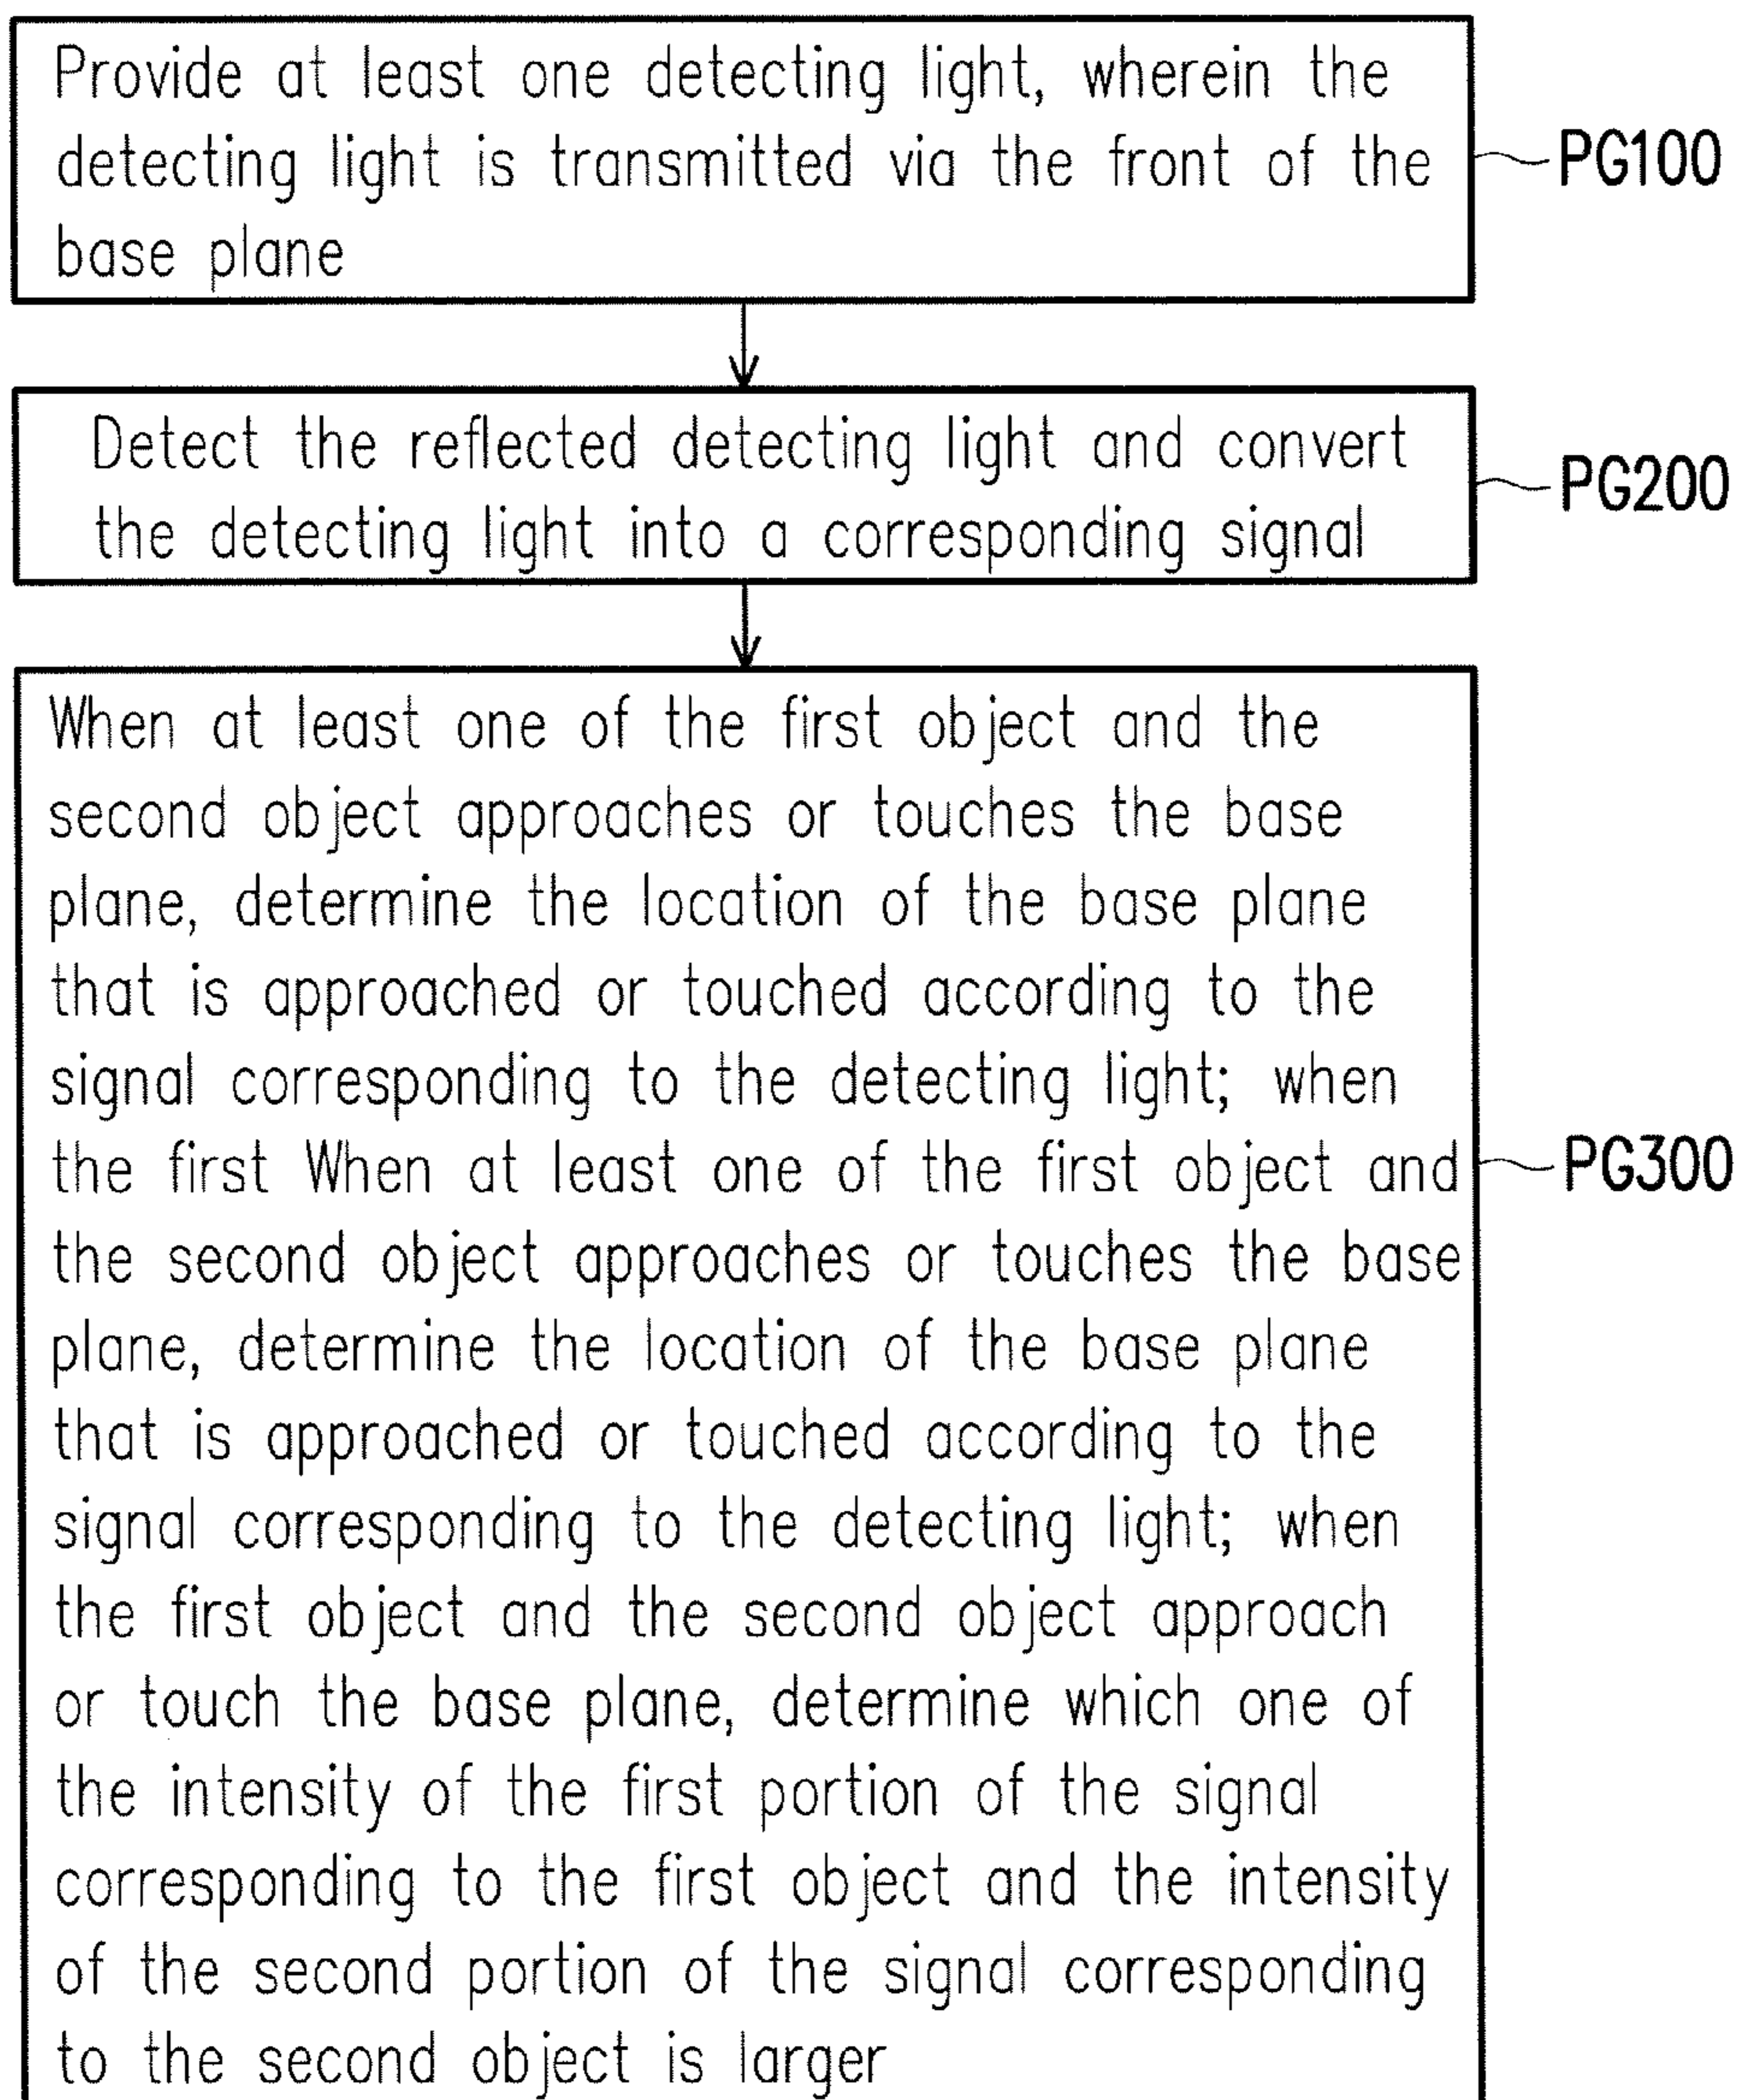 Provide at least one detecting light, wherein the
detecting light is transmitted via the front of the
base plane
PG100
Detect the reflected detecting light and convert
the detecting light into a corresponding signal
PG200
When at least one of the first object and the
second object approaches or touches the base
plane, determine the location of the base plane
that is approached or touched according to the
signal corresponding to the detecting light; when
the first When at least one of the first object and
the second object approaches or touches the base
plane, determine the location of the base plane
that is approached or touched according to the
signal corresponding to the detecting light; when
the first object and the second object approach
or touch the base plane, determine which one of
the intensity of the first portion of the signal
corresponding to the first object and the intensity
of the second portion of the signal corresponding
to the second object is larger
PG300